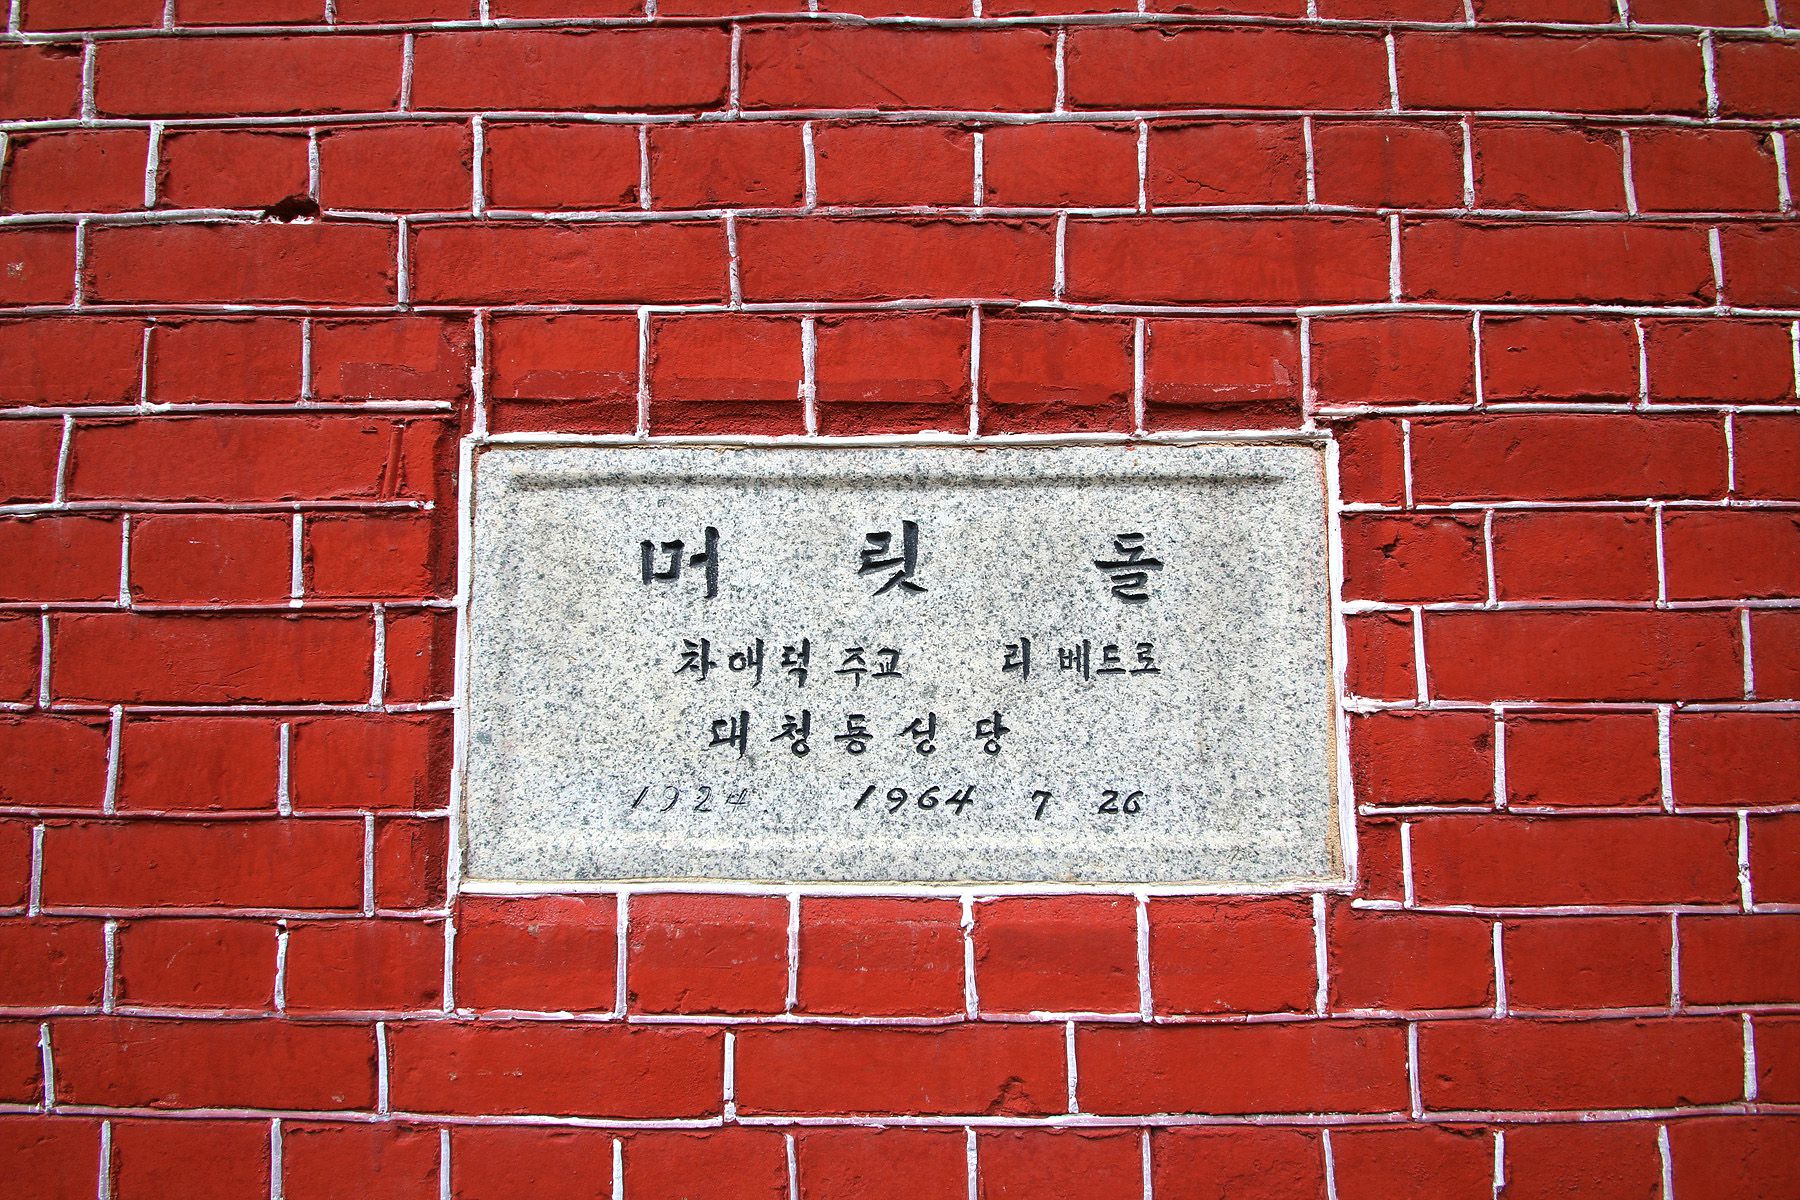 머 릿 돌
차애덕 주교 리 베드로
대청동성당
1924 1964 7 26